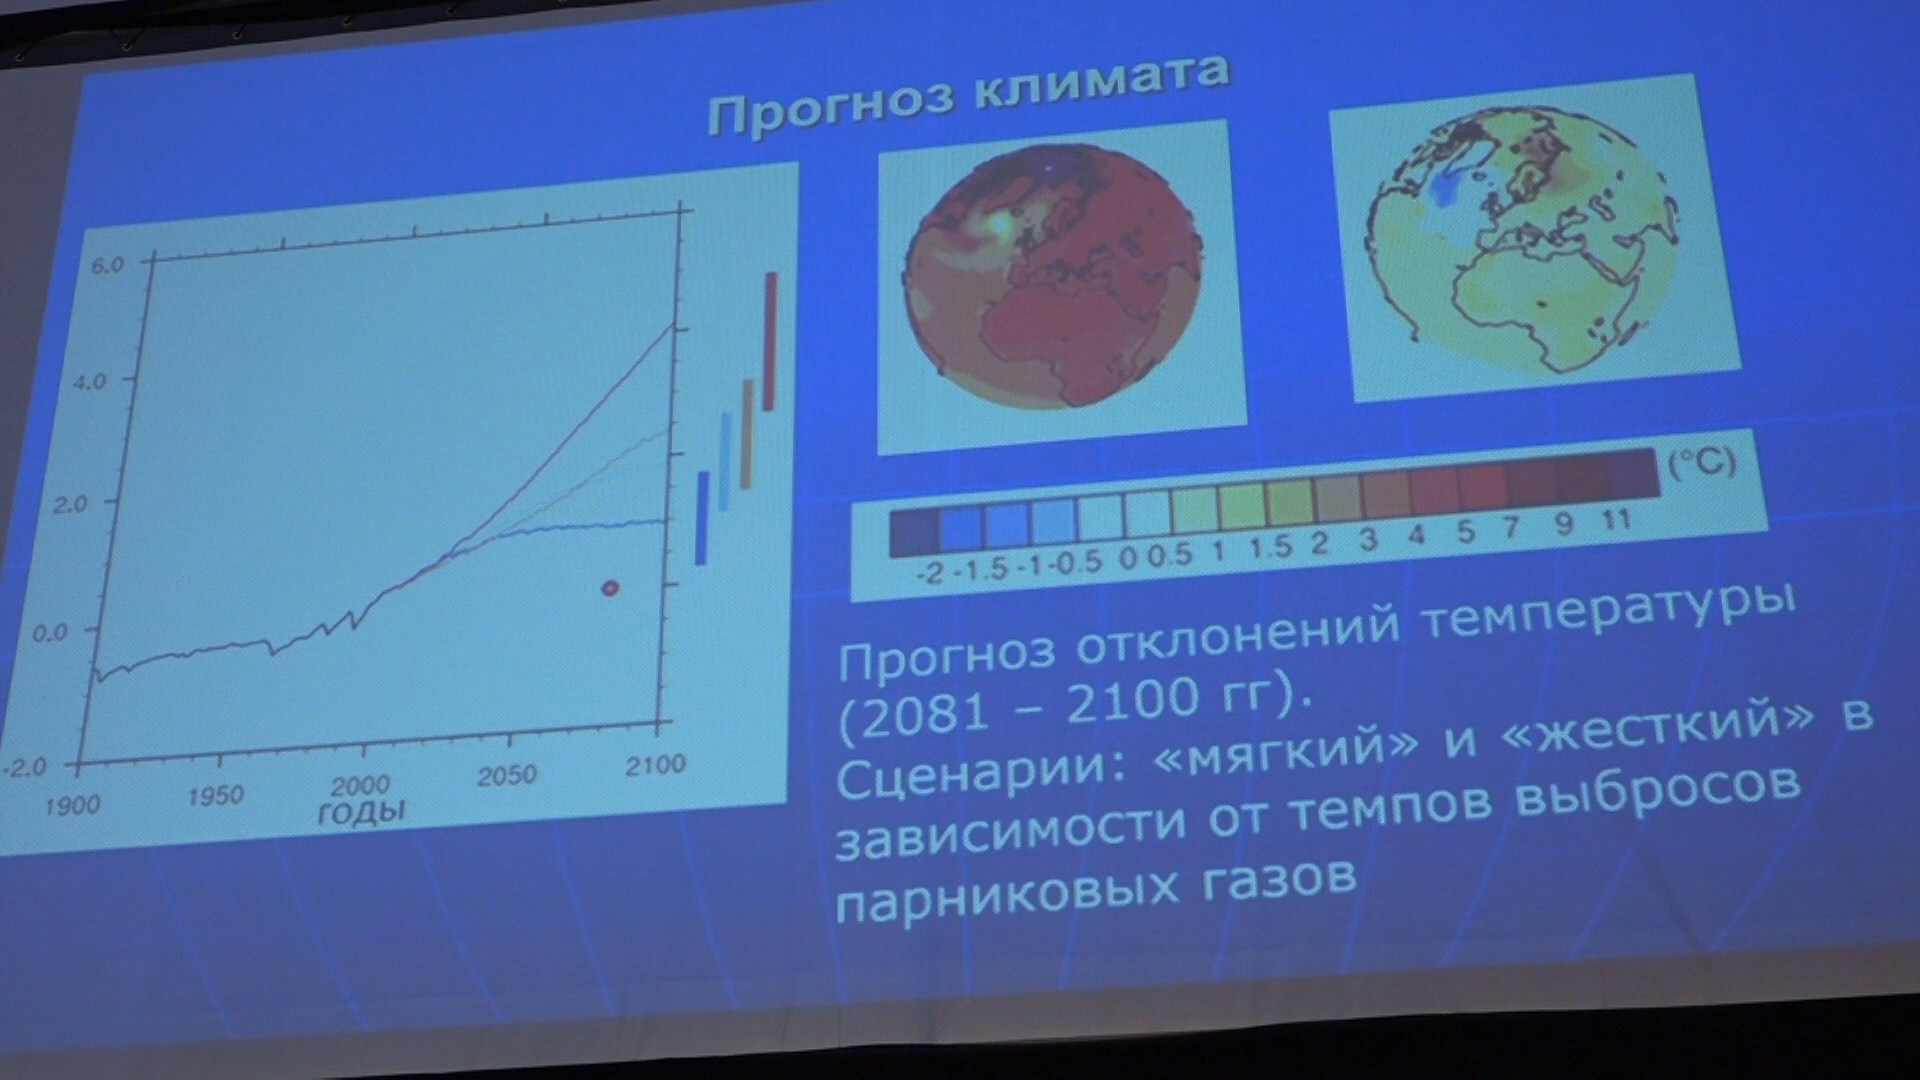 Прогноз климата
6.0
4.0
2.0
0.0
-2.0
1900 1950 2000 2050 2100
ГОДЫ
(°C)
-2 -1.5 -1 -0.5 0 0.5 1 1.5 2 3 4 5 7 9 11
Прогноз отклонений температуры
(2081 – 2100 гг).
Сценарии: «мягкий» и «жесткий» в
зависимости от темпов выбросов
парниковых газов